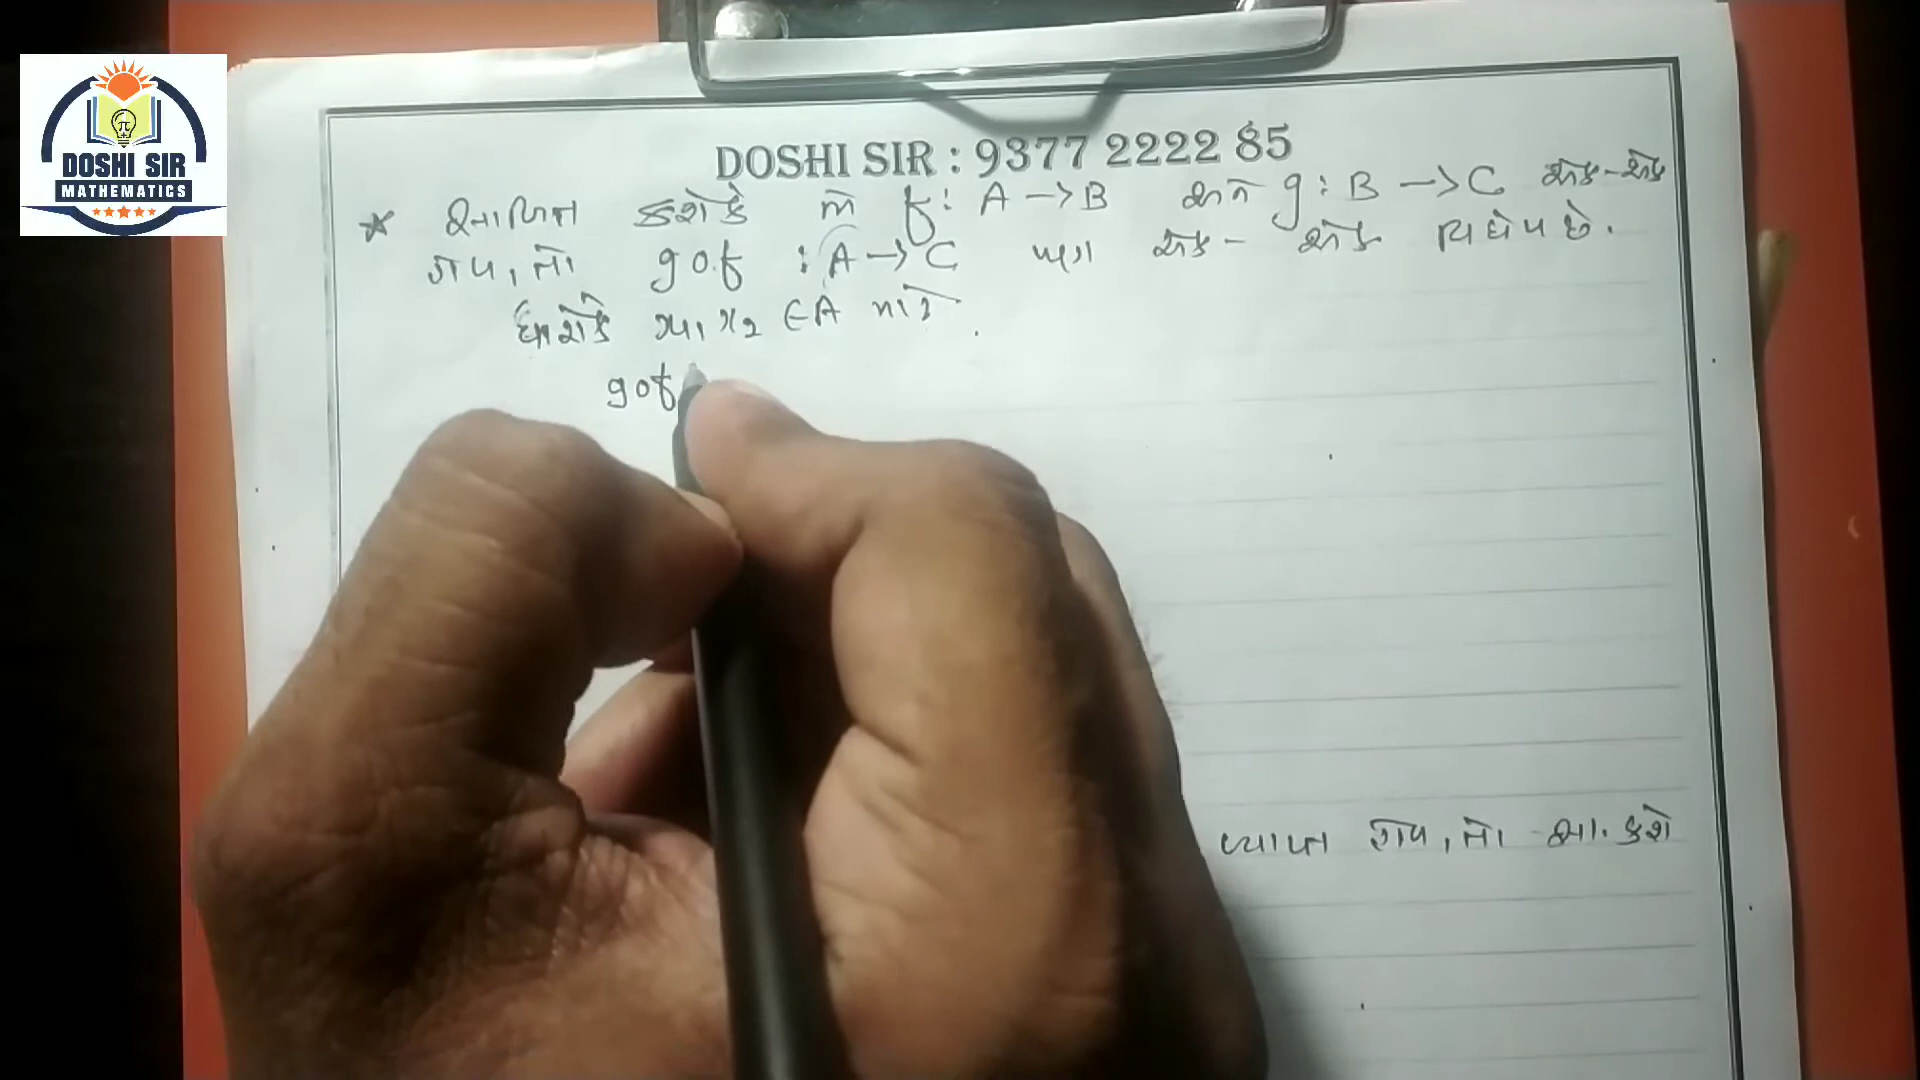 DOSHI SIR
MATHEMATICS
DOSHI SIR : 9377 2222 85
* સાબિત કરો કે જો f : A → B અને g : B → C એક-એક
હોય, તો gof : A → C પણ એક-એક વિધેય છે.
ધારો કે x1, x2 ∈ A માટે
gof
વ્યાપ્ત હોય, તો સા. કરો